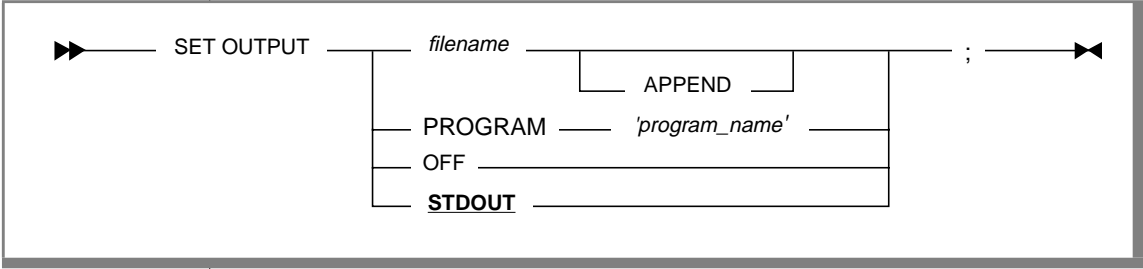 SET OUTPUT filename ;
APPEND
PROGRAM 'program_name'
OFF
STDOUT